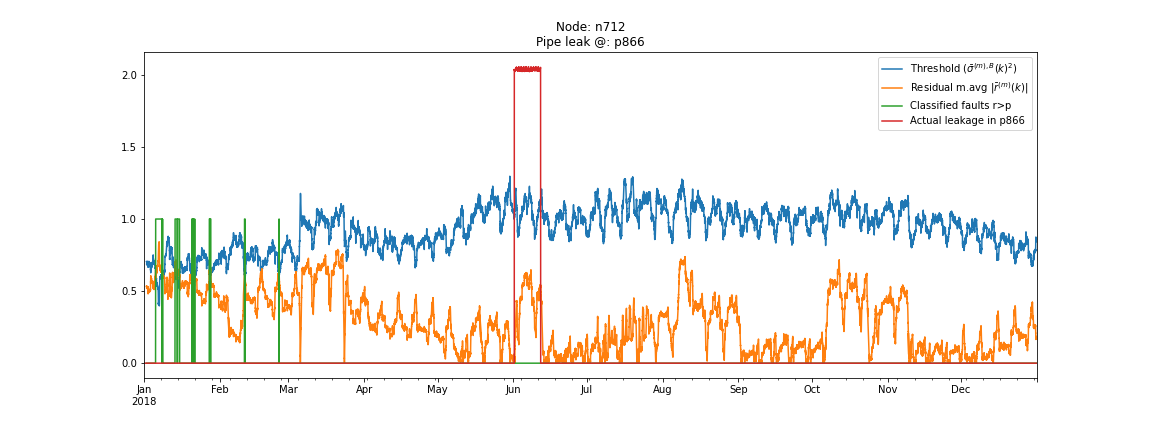 Node: n712
Pipe leak @: p866
Threshold (σ̄⁽ᵐ⁾,ᴮ(k)²)
Residual m.avg |r̄⁽ᵐ⁾(k)|
Classified faults r>p
Actual leakage in p866
2.0
1.5
1.0
0.5
0.0
Jan Feb Mar Apr May Jun Jul Aug Sep Oct Nov Dec
2018